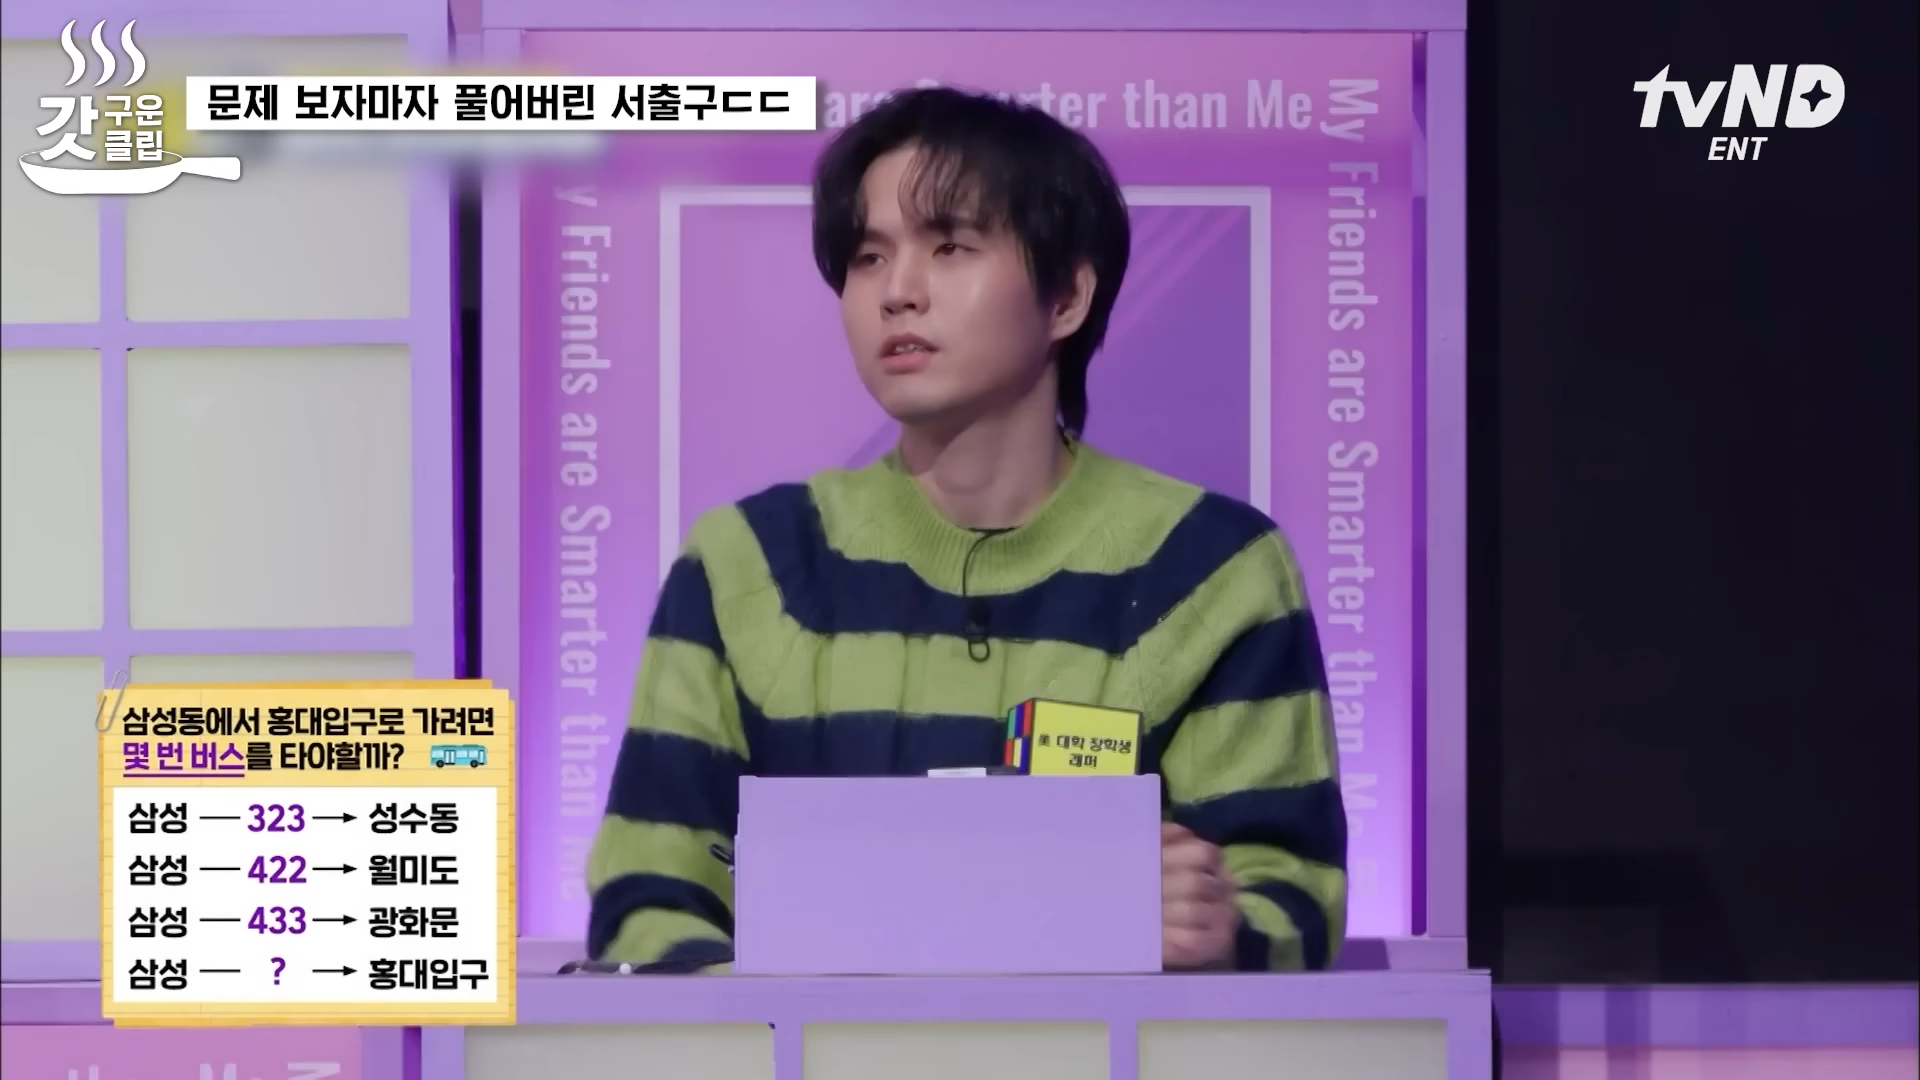 갓구운클립
문제 보자마자 풀어버린 서출구ㄷㄷ
tvND
ENT
are Smarter than Me
My Friends are Smarter than Me
My Friends are Smarter than Me
美 대학 장학생
래퍼
삼성동에서 홍대입구로 가려면
몇 번 버스를 타야할까?
삼성 — 323 → 성수동
삼성 — 422 → 월미도
삼성 — 433 → 광화문
삼성 — ? → 홍대입구